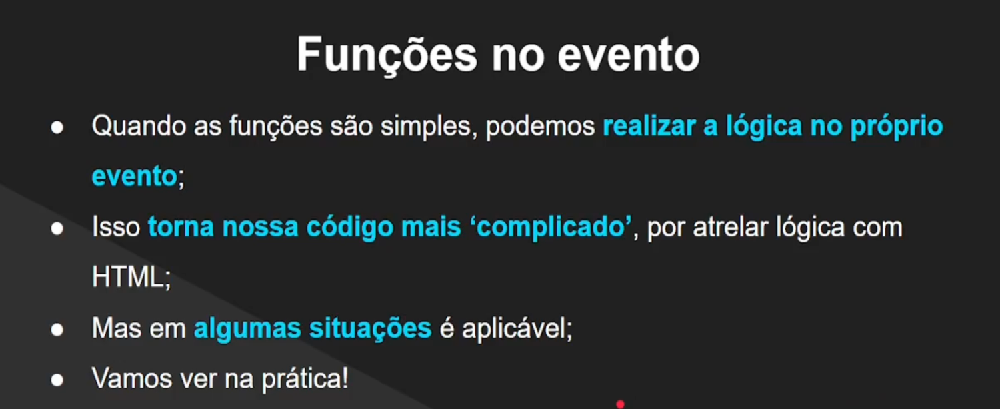 Funções no evento
● Quando as funções são simples, podemos realizar a lógica no próprio
evento;
● Isso torna nossa código mais ‘complicado’, por atrelar lógica com
HTML;
● Mas em algumas situações é aplicável;
● Vamos ver na prática!